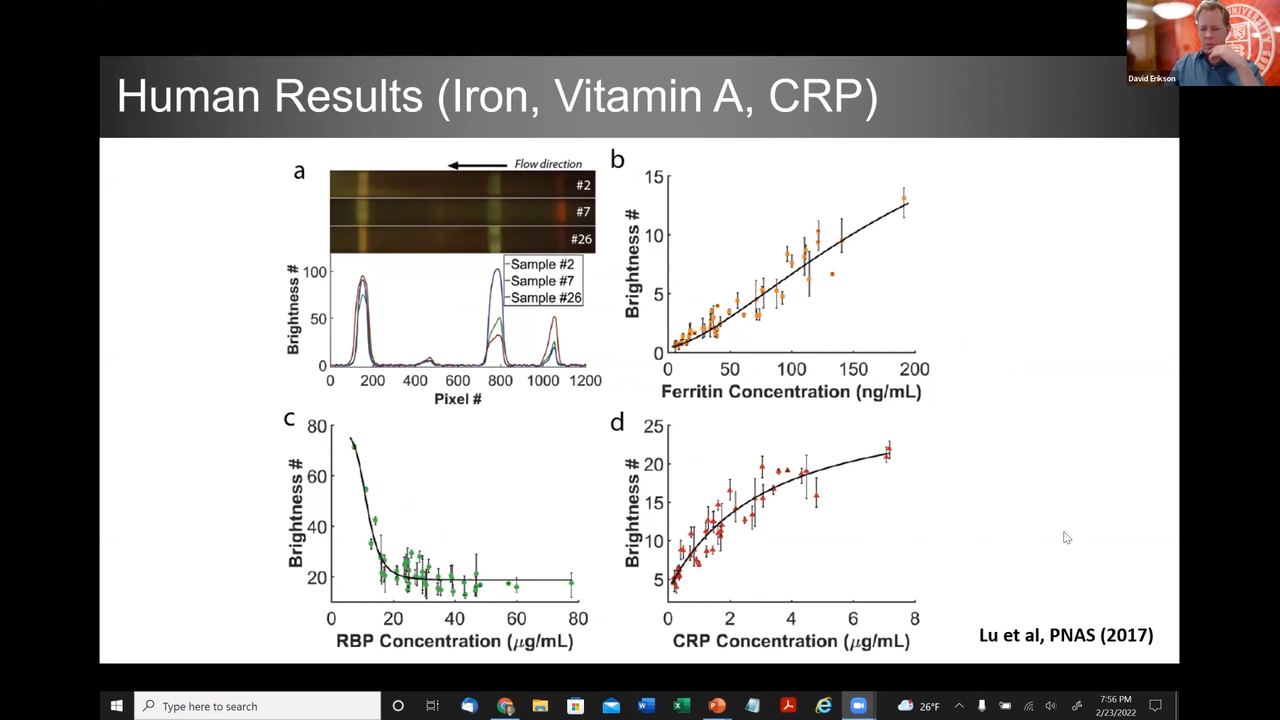 David Erikson
Human Results (Iron, Vitamin A, CRP)
a
Flow direction
#2
#7
#26
Sample #2
Sample #7
Sample #26
Brightness #
100
50
0
0 200 400 600 800 1000 1200
Pixel #
b
Brightness #
15
10
5
0
0 50 100 150 200
Ferritin Concentration (ng/mL)
c
Brightness #
80
60
40
20
0 20 40 60 80
RBP Concentration (μg/mL)
d
Brightness #
25
20
15
10
5
0 2 4 6 8
CRP Concentration (μg/mL)
Lu et al, PNAS (2017)
Type here to search
26°F
7:56 PM
2/23/2022